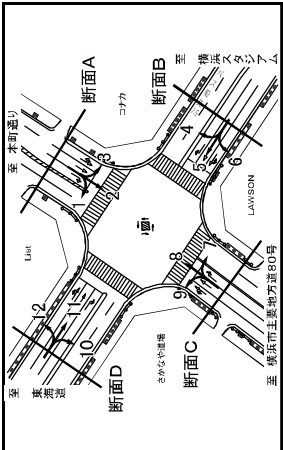 断面A
断面B
至 横浜スタジアム
コナカ
至 本町通り
1
2
3
4
5
6
LAWSON
List
12
11
10
8
7
9
さかなや道場
断面C
断面D
至 東海道
至 横浜市主要地方道80号